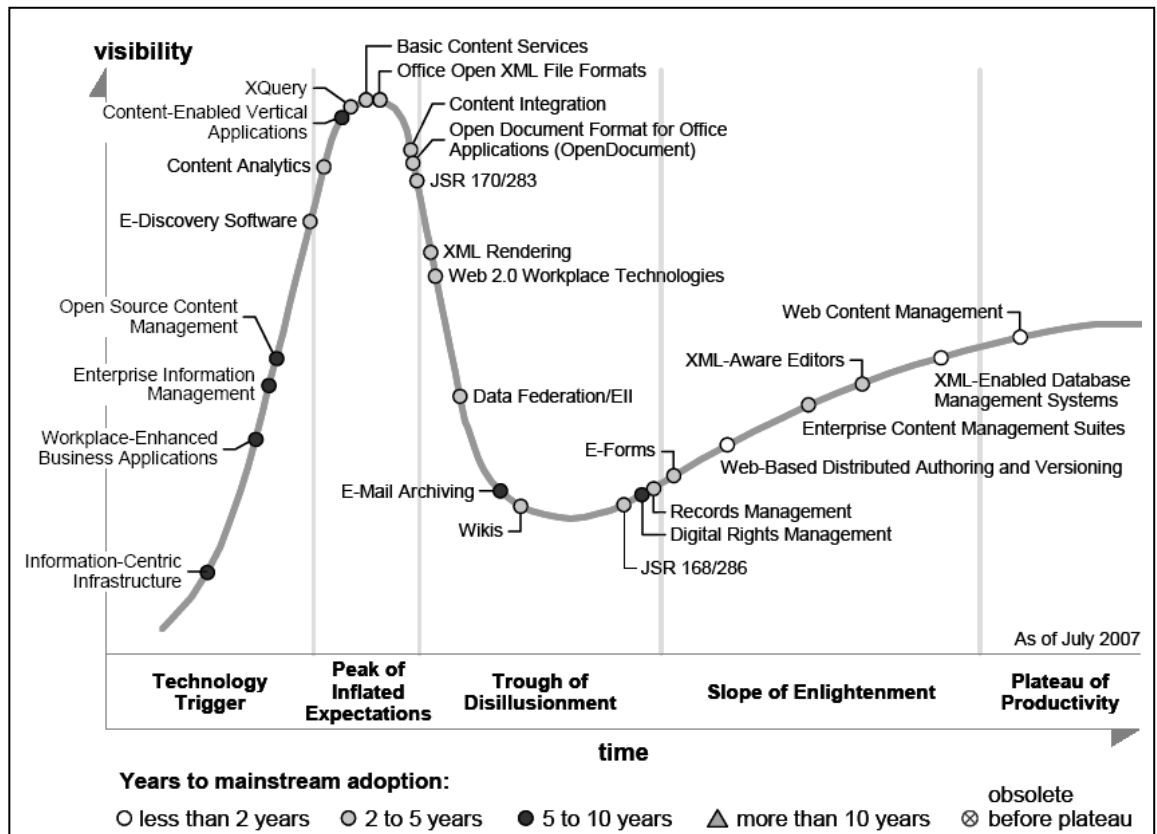 visibility
Basic Content Services
Office Open XML File Formats
XQuery
Content-Enabled Vertical
Applications
Content Integration
Open Document Format for Office
Applications (OpenDocument)
Content Analytics
JSR 170/283
E-Discovery Software
XML Rendering
Web 2.0 Workplace Technologies
Open Source Content
Management
Web Content Management
Enterprise Information
Management
XML-Aware Editors
XML-Enabled Database
Management Systems
Data Federation/EII
Enterprise Content Management Suites
Workplace-Enhanced
Business Applications
E-Forms
Web-Based Distributed Authoring and Versioning
E-Mail Archiving
Wikis
Records Management
Digital Rights Management
JSR 168/286
Information-Centric
Infrastructure
As of July 2007
Technology
Trigger
Peak of
Inflated
Expectations
Trough of
Disillusionment
Slope of Enlightenment
Plateau of
Productivity
time
Years to mainstream adoption:
less than 2 years
2 to 5 years
5 to 10 years
more than 10 years
obsolete
before plateau